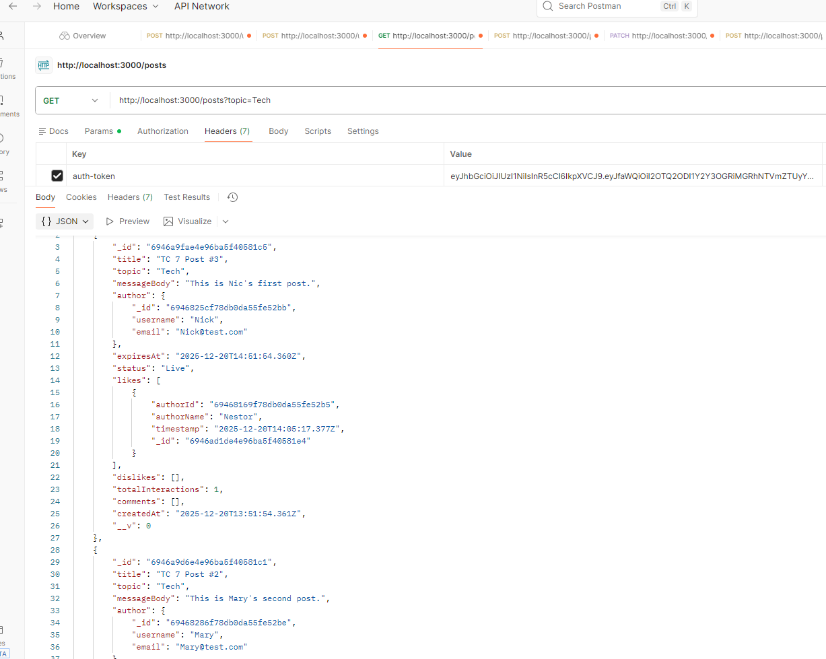 Home Workspaces API Network Search Postman Ctrl K
Overview POST http://localhost:3000/ POST http://localhost:3000/ GET http://localhost:3000/p POST http://localhost:3000/ PATCH http://localhost:3000, POST http://localhost:3000/p
http://localhost:3000/posts
GET http://localhost:3000/posts?topic=Tech
Docs Params Authorization Headers (7) Body Scripts Settings
Key Value
auth-token
Body Cookies Headers (7) Test Results
{} JSON Preview Visualize
2 {
3 "_id": "6946a9fae4e96ba5f40581c6",
4 "title": "TC 7 Post #3",
5 "topic": "Tech",
6 "messageBody": "This is Nic's first post.",
7 "author": {
8 "_id": "6946825cf78db0da55fe52bb",
9 "username": "Nick",
10 "email": "Nick@test.com"
11 },
12 "expiresAt": "2025-12-20T14:51:54.360Z",
13 "status": "Live",
14 "likes": [
15 {
16 "authorId": "69468169f78db0da55fe52b5",
17 "authorName": "Nestor",
18 "timestamp": "2025-12-20T14:05:17.377Z",
19 "_id": "6946ad1de4e96ba5f40581e4"
20 }
21 ],
22 "dislikes": [],
23 "totalInteractions": 1,
24 "comments": [],
25 "createdAt": "2025-12-20T13:51:54.361Z",
26 "__v": 0
27 },
28 {
29 "_id": "6946a9d6e4e96ba5f40581c1",
30 "title": "TC 7 Post #2",
31 "topic": "Tech",
32 "messageBody": "This is Mary's second post.",
33 "author": {
34 "_id": "69468286f78db0da55fe52be",
35 "username": "Mary",
36 "email": "Mary@test.com"
37 }